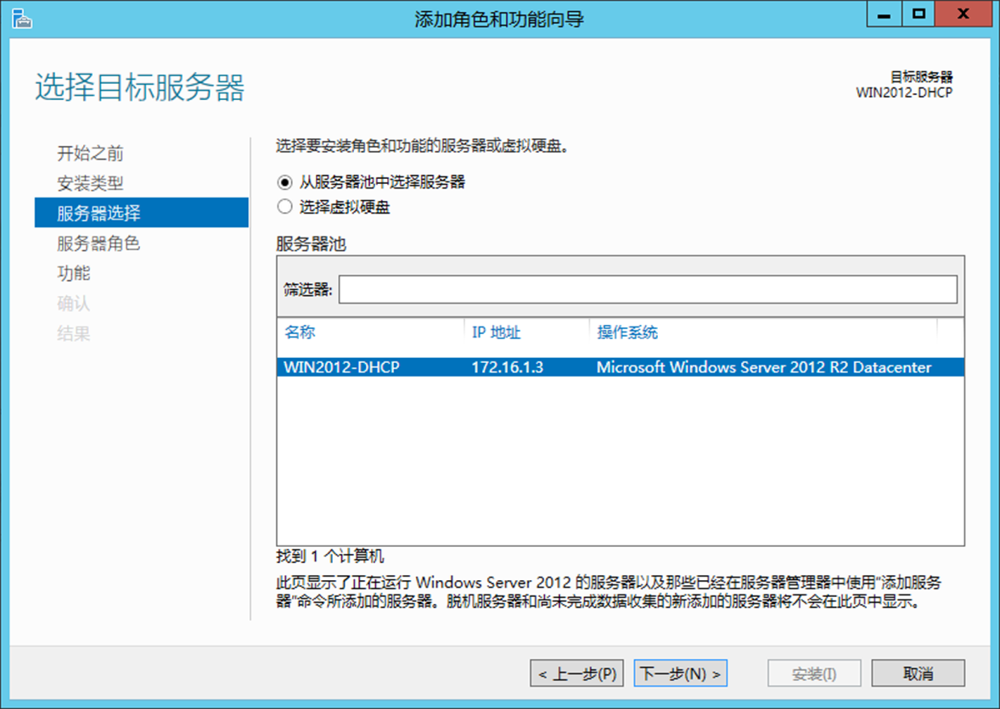 添加角色和功能向导
选择目标服务器
目标服务器
WIN2012-DHCP
开始之前
安装类型
服务器选择
服务器角色
功能
确认
结果
选择要安装角色和功能的服务器或虚拟硬盘。
从服务器池中选择服务器
选择虚拟硬盘
服务器池
筛选器:
名称 IP 地址 操作系统
WIN2012-DHCP 172.16.1.3 Microsoft Windows Server 2012 R2 Datacenter
找到 1 个计算机
此页显示了正在运行 Windows Server 2012 的服务器以及那些已经在服务器管理器中使用"添加服务
器"命令所添加的服务器。脱机服务器和尚未完成数据收集的新添加的服务器将不会在此页中显示。
< 上一步(P) 下一步(N) > 安装(I) 取消